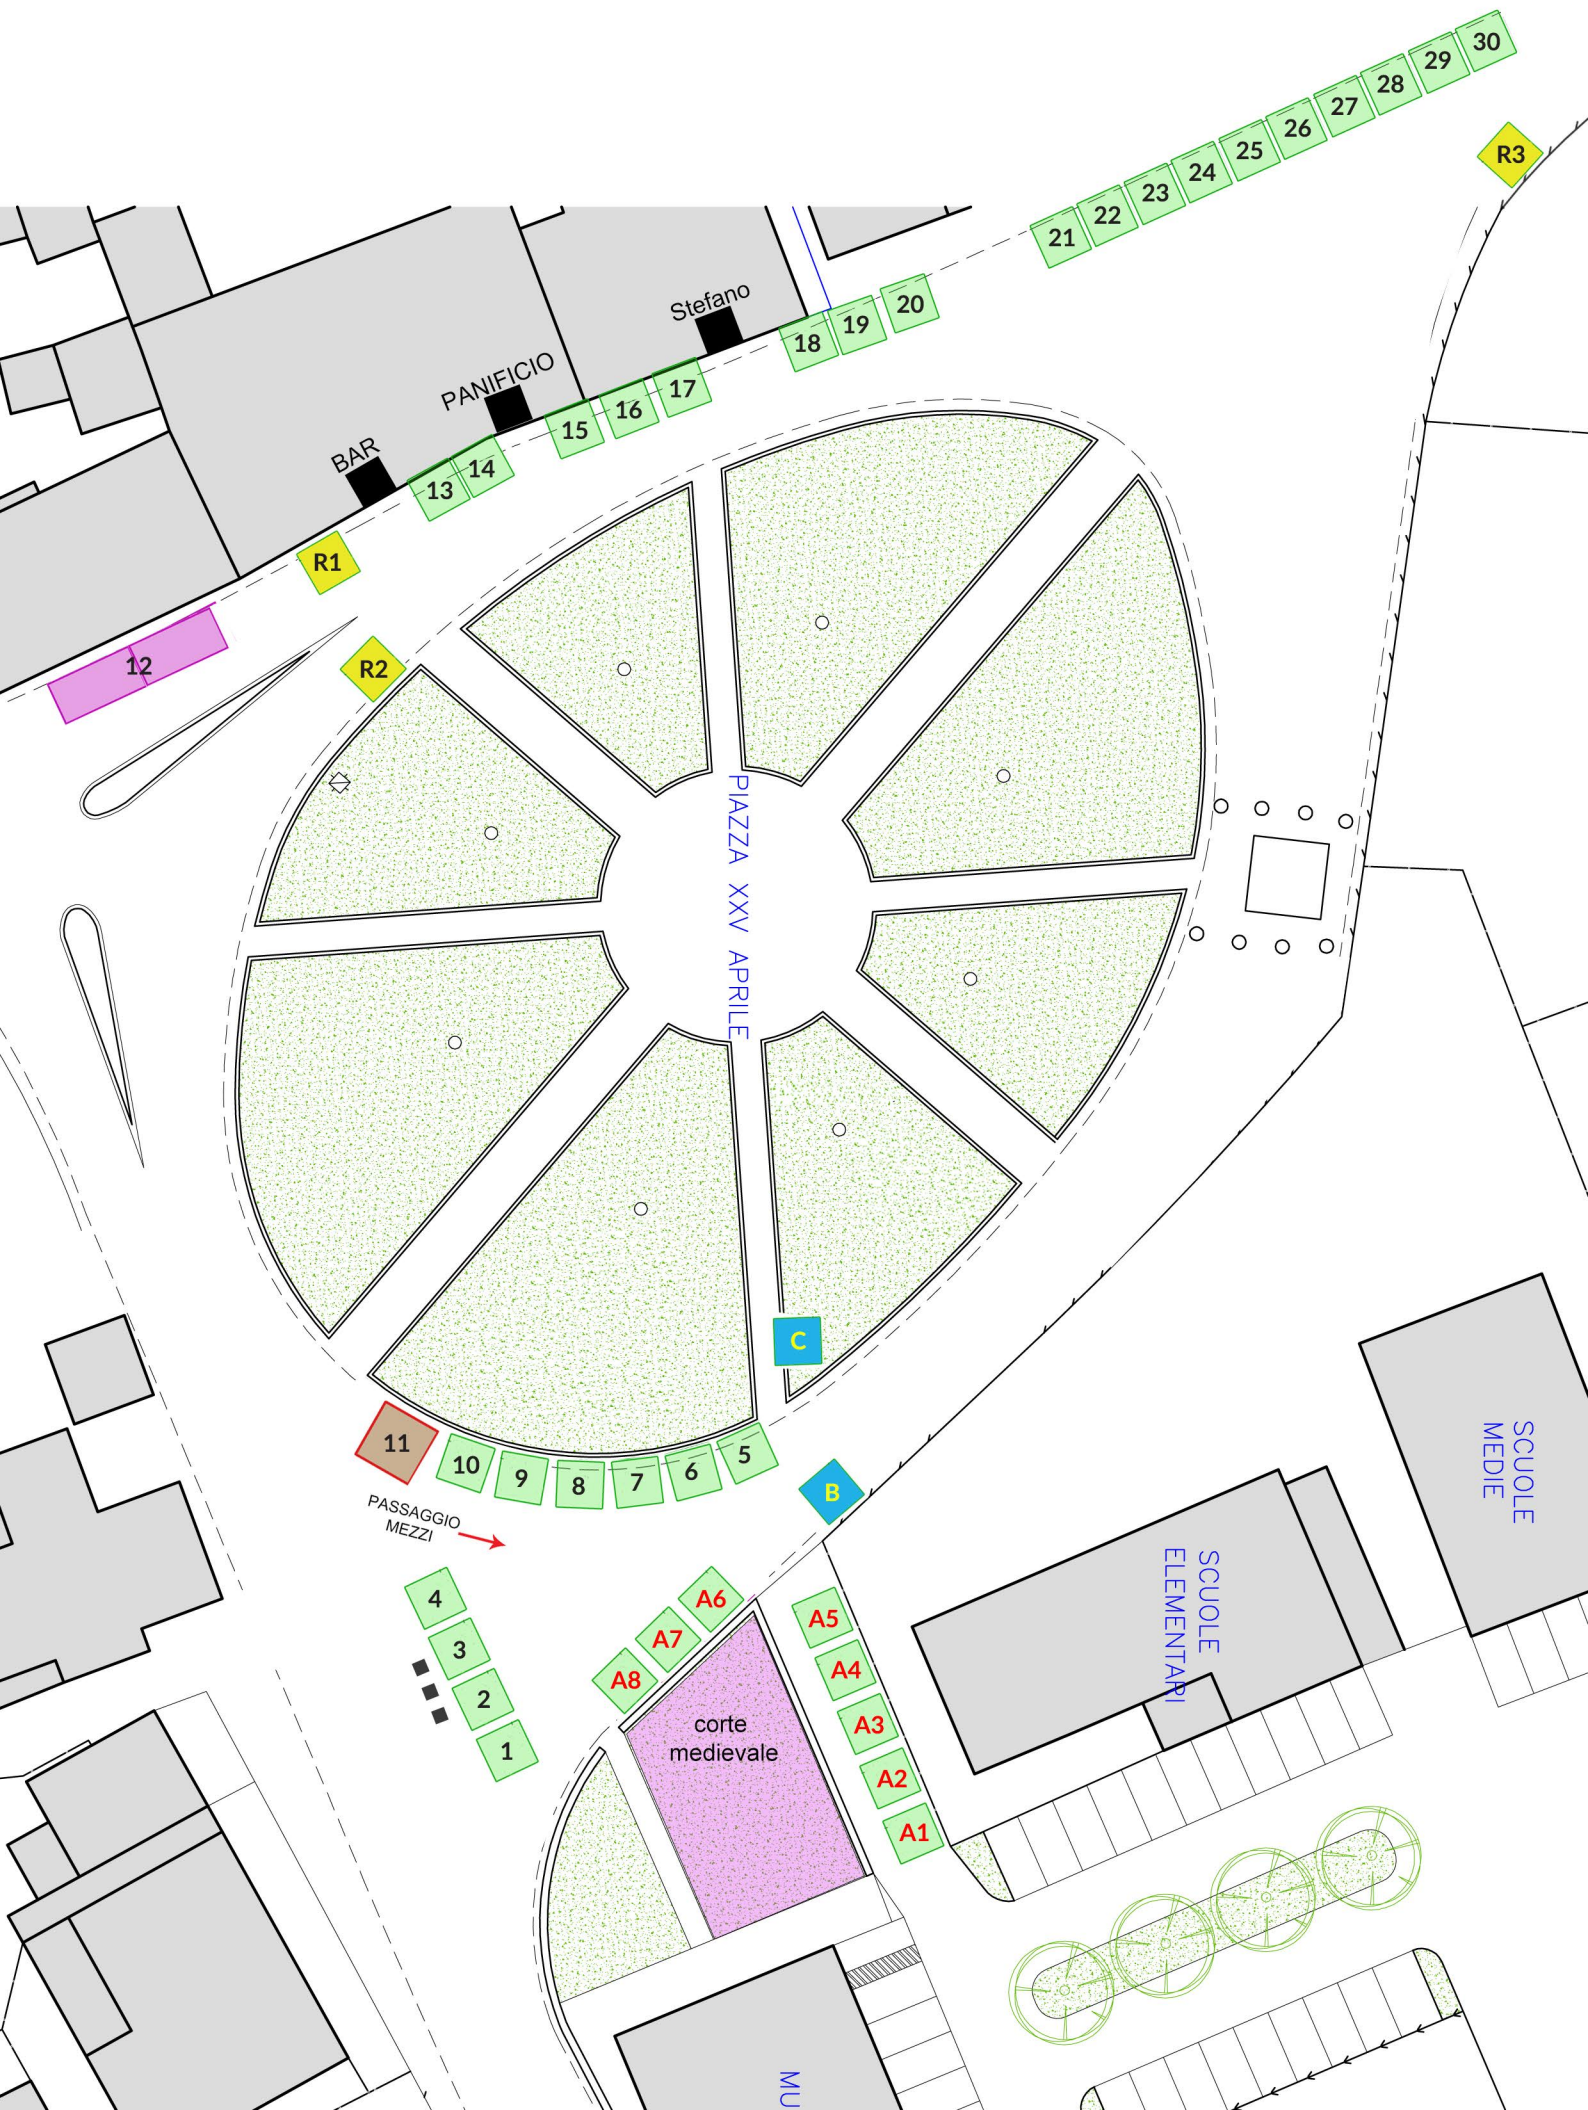 30
29
28
27
26
25
24
23
22
21
R3
20
19
18
Stefano
17
16
15
PANIFICIO
14
13
BAR
R1
12
R2
PIAZZA XXV APRILE
C
11
10
9
8
7
6
5
B
PASSAGGIO
MEZZI
4
3
2
1
A6
A7
A8
A5
A4
A3
A2
A1
corte
medievale
SCUOLE
ELEMENTARI
SCUOLE
MEDIE
MU